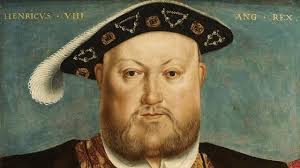 HENRICVS · VIII
ANG · REX ·